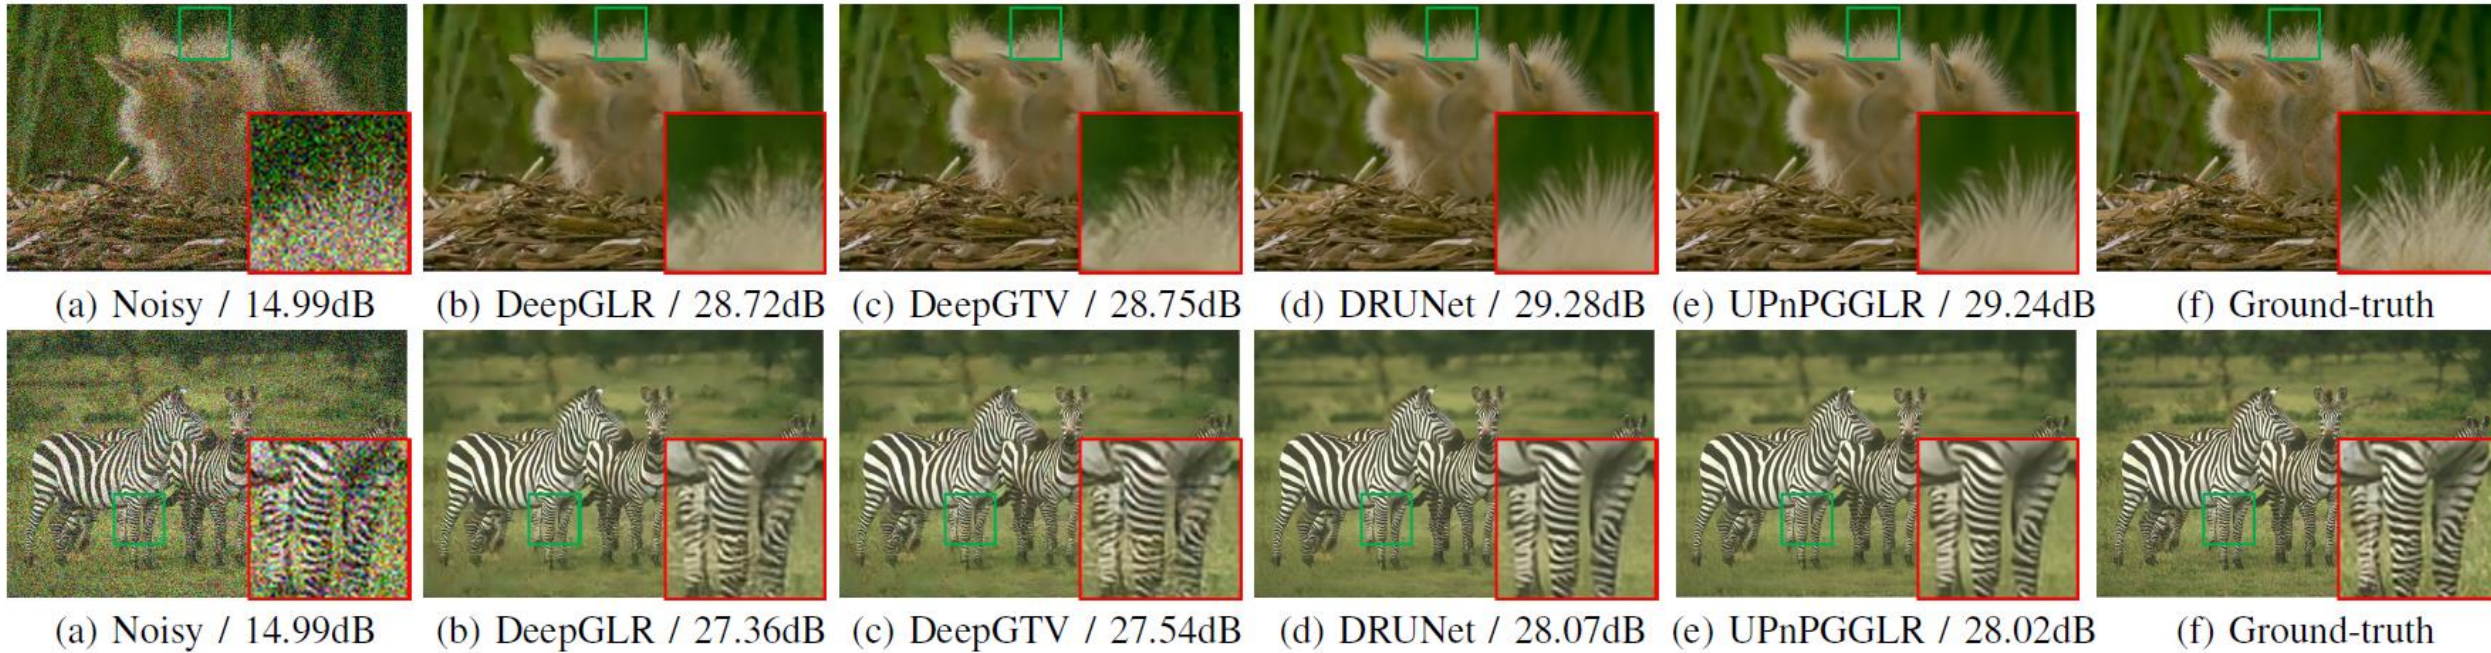 (a) Noisy / 14.99dB (b) DeepGLR / 28.72dB (c) DeepGTV / 28.75dB (d) DRUNet / 29.28dB (e) UPnPGGLR / 29.24dB (f) Ground-truth
(a) Noisy / 14.99dB (b) DeepGLR / 27.36dB (c) DeepGTV / 27.54dB (d) DRUNet / 28.07dB (e) UPnPGGLR / 28.02dB (f) Ground-truth